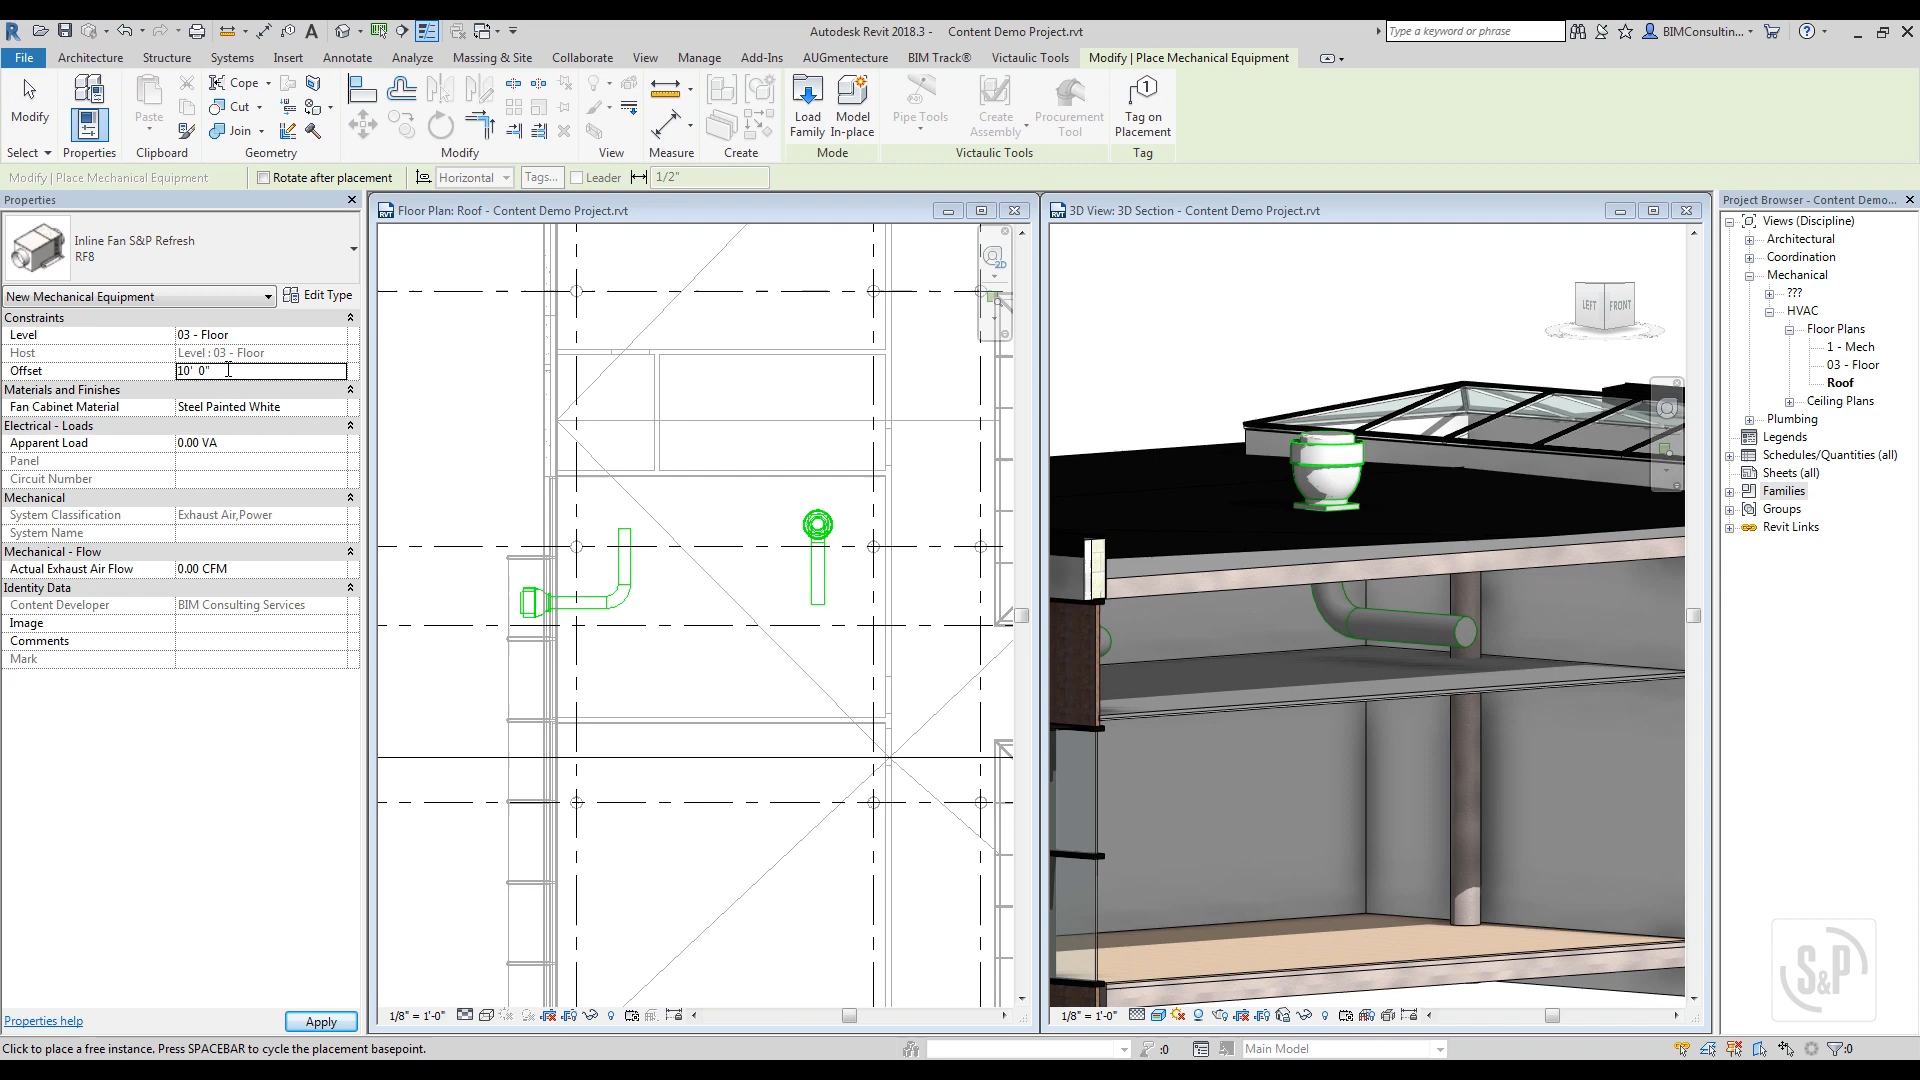 Autodesk Revit 2018.3 - Content Demo Project.rvt
Type a keyword or phrase
BIMConsultin...
File
Architecture
Structure
Systems
Insert
Annotate
Analyze
Massing & Site
Collaborate
View
Manage
Add-Ins
AUGmentecture
BIM Track®
Victaulic Tools
Modify | Place Mechanical Equipment
Modify
Select
Properties
Paste
Clipboard
Cope
Cut
Join
Geometry
Modify
View
Measure
Create
Load
Family
Model
In-place
Mode
Pipe Tools
Create
Assembly
Procurement
Tool
Victaulic Tools
Tag on
Placement
Tag
Modify | Place Mechanical Equipment
Rotate after placement
Horizontal
Tags...
Leader
1/2"
Properties
Inline Fan S&P Refresh
RF8
New Mechanical Equipment
Edit Type
Constraints
Level 03 - Floor
Host Level : 03 - Floor
Offset 10' 0"
Materials and Finishes
Fan Cabinet Material Steel Painted White
Electrical - Loads
Apparent Load 0.00 VA
Panel
Circuit Number
Mechanical
System Classification Exhaust Air,Power
System Name
Mechanical - Flow
Actual Exhaust Air Flow 0.00 CFM
Identity Data
Content Developer BIM Consulting Services
Image
Comments
Mark
Properties help
Apply
Floor Plan: Roof - Content Demo Project.rvt
2D
1/8" = 1'-0"
3D View: 3D Section - Content Demo Project.rvt
LEFT
FRONT
1/8" = 1'-0"
Project Browser - Content Demo...
Views (Discipline)
Architectural
Coordination
Mechanical
???
HVAC
Floor Plans
1 - Mech
03 - Floor
Roof
Ceiling Plans
Plumbing
Legends
Schedules/Quantities (all)
Sheets (all)
Families
Groups
Revit Links
S&P
Click to place a free instance. Press SPACEBAR to cycle the placement basepoint.
:0
Main Model
:0